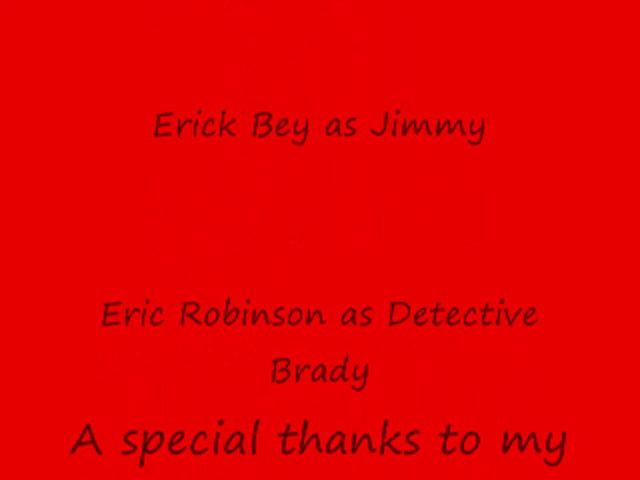 Erick Bey as Jimmy
Eric Robinson as Detective
Brady
A special thanks to my